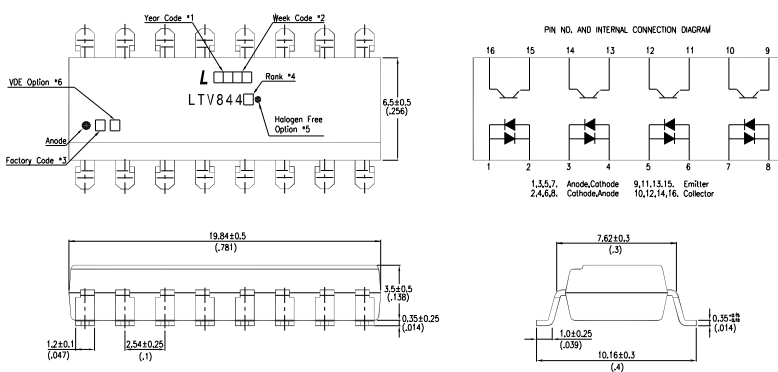 Year Code *1
Week Code *2
VDE Option *6
L
Rank *4
LTV844
Halogen Free
Option *5
Anode
Factory Code *3
6.5±0.5
(.256)
PIN NO. AND INTERNAL CONNECTION DIAGRAM
16 15 14 13 12 11 10 9
1 2 3 4 5 6 7 8
1,3,5,7. Anode,Cathode 9,11,13.15. Emitter
2,4,6,8. Cathode,Anode 10,12,14,16. Collector
19.84±0.5
(.781)
3.5±0.5
(.138)
0.35±0.25
(.014)
1.2±0.1
(.047)
2.54±0.25
(.1)
7.62±0.3
(.3)
0.35
(.014)
1.0±0.25
(.039)
10.16±0.3
(.4)